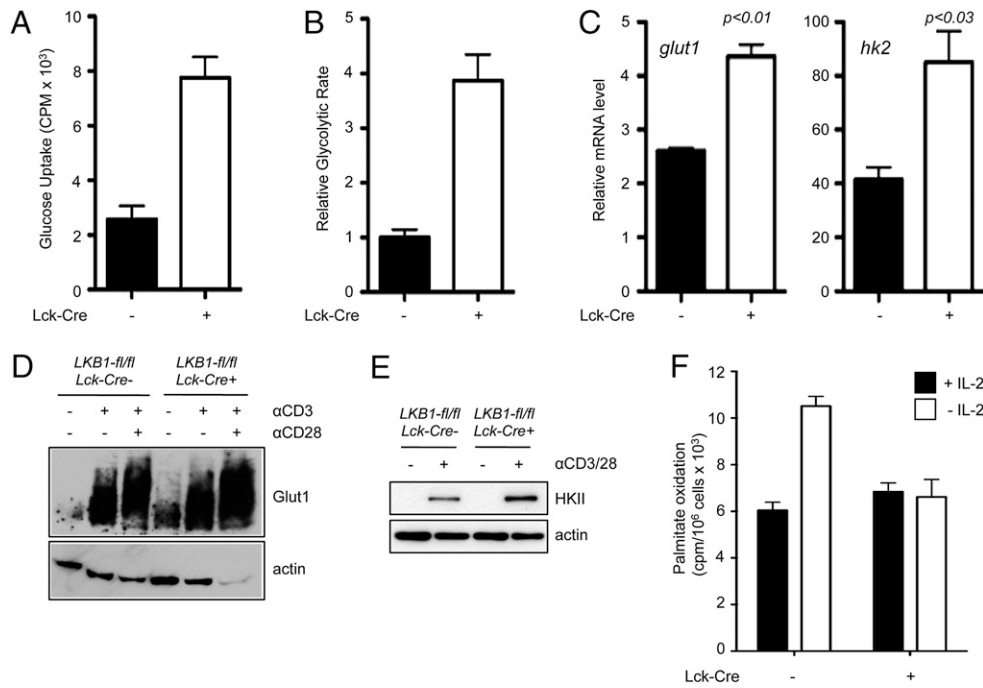 A
Glucose Uptake (CPM x 10³)
10
8
6
4
2
0
Lck-Cre - +
B
Relative Glycolytic Rate
5
4
3
2
1
0
- +
C
Relative mRNA level
5
4
3
2
1
0
glut1
p<0.01
- +
100
80
60
40
20
0
hk2
p<0.03
- +
D
LKB1-fl/fl LKB1-fl/fl
Lck-Cre- Lck-Cre+
- + + - + + αCD3
- - + - - + αCD28
Glut1
actin
E
LKB1-fl/fl LKB1-fl/fl
Lck-Cre- Lck-Cre+
- + - + αCD3/28
HKII
actin
F
Palmitate oxidation
(cpm/10⁶ cells x 10³)
12
10
8
6
4
2
0
+ IL-2
- IL-2
Lck-Cre - +